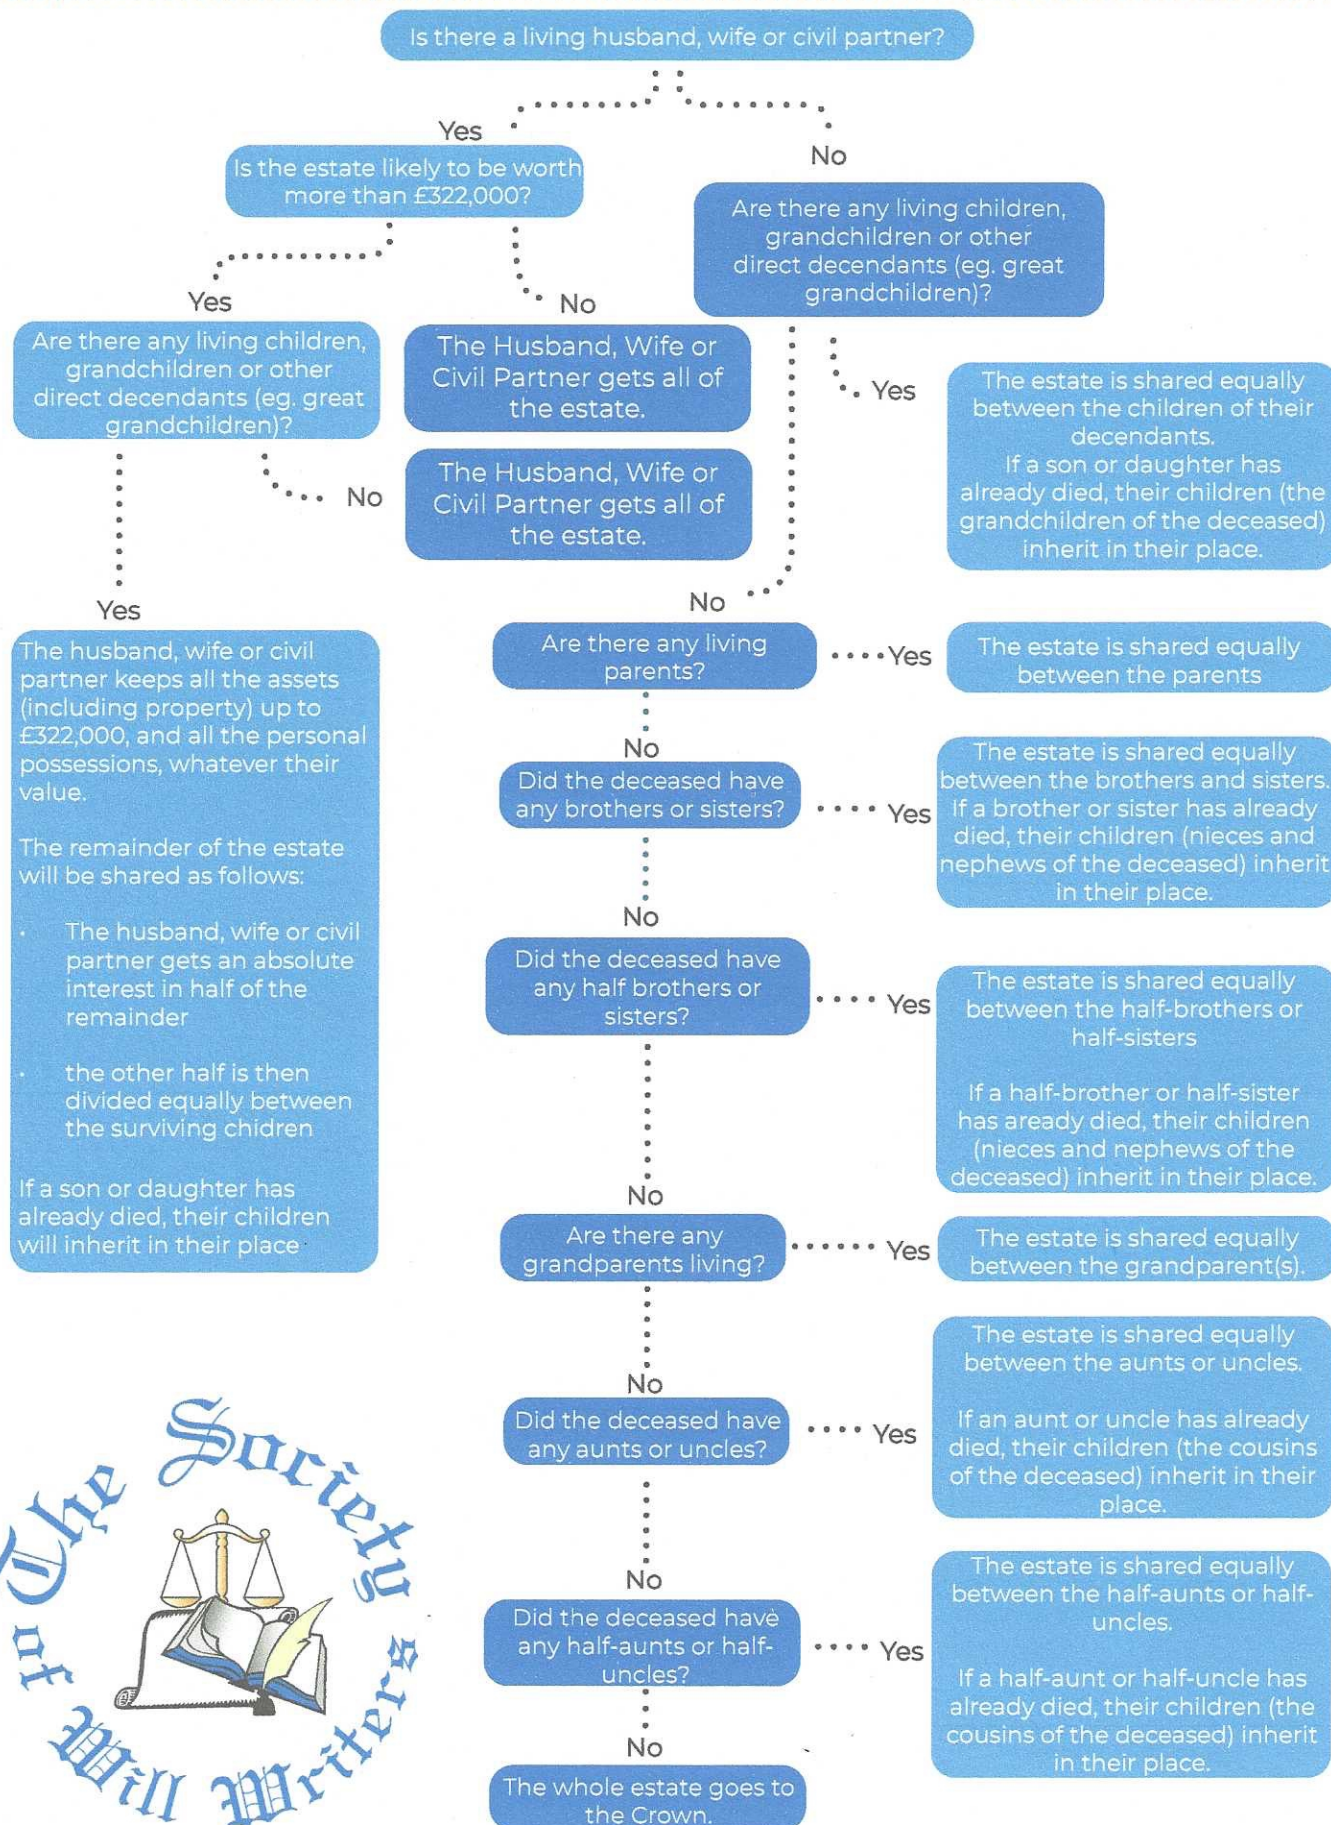 Is there a living husband, wife or civil partner?
Yes
No
Is the estate likely to be worth
more than £322,000?
Are there any living children,
grandchildren or other
direct decendants (eg. great
grandchildren)?
Yes
No
Are there any living children,
grandchildren or other
direct decendants (eg. great
grandchildren)?
The Husband, Wife or
Civil Partner gets all of
the estate.
Yes
The estate is shared equally
between the children of their
decendants.
If a son or daughter has
already died, their children (the
grandchildren of the deceased)
inherit in their place.
No
The Husband, Wife or
Civil Partner gets all of
the estate.
Yes
No
The husband, wife or civil
partner keeps all the assets
(including property) up to
£322,000, and all the personal
possessions, whatever their
value.
The remainder of the estate
will be shared as follows:
· The husband, wife or civil
partner gets an absolute
interest in half of the
remainder
· the other half is then
divided equally between
the surviving chidren
If a son or daughter has
already died, their children
will inherit in their place
Are there any living
parents?
Yes
The estate is shared equally
between the parents
No
Did the deceased have
any brothers or sisters?
Yes
The estate is shared equally
between the brothers and sisters.
If a brother or sister has already
died, their children (nieces and
nephews of the deceased) inherit
in their place.
No
Did the deceased have
any half brothers or
sisters?
Yes
The estate is shared equally
between the half-brothers or
half-sisters
If a half-brother or half-sister
has aready died, their children
(nieces and nephews of the
deceased) inherit in their place.
No
Are there any
grandparents living?
Yes
The estate is shared equally
between the grandparent(s).
No
Did the deceased have
any aunts or uncles?
Yes
The estate is shared equally
between the aunts or uncles.
If an aunt or uncle has already
died, their children (the cousins
of the deceased) inherit in their
place.
No
Did the deceased have
any half-aunts or half-
uncles?
Yes
The estate is shared equally
between the half-aunts or half-
uncles.
If a half-aunt or half-uncle has
already died, their children (the
cousins of the deceased) inherit
in their place.
No
The whole estate goes to
the Crown.
The Society
of Will Writers